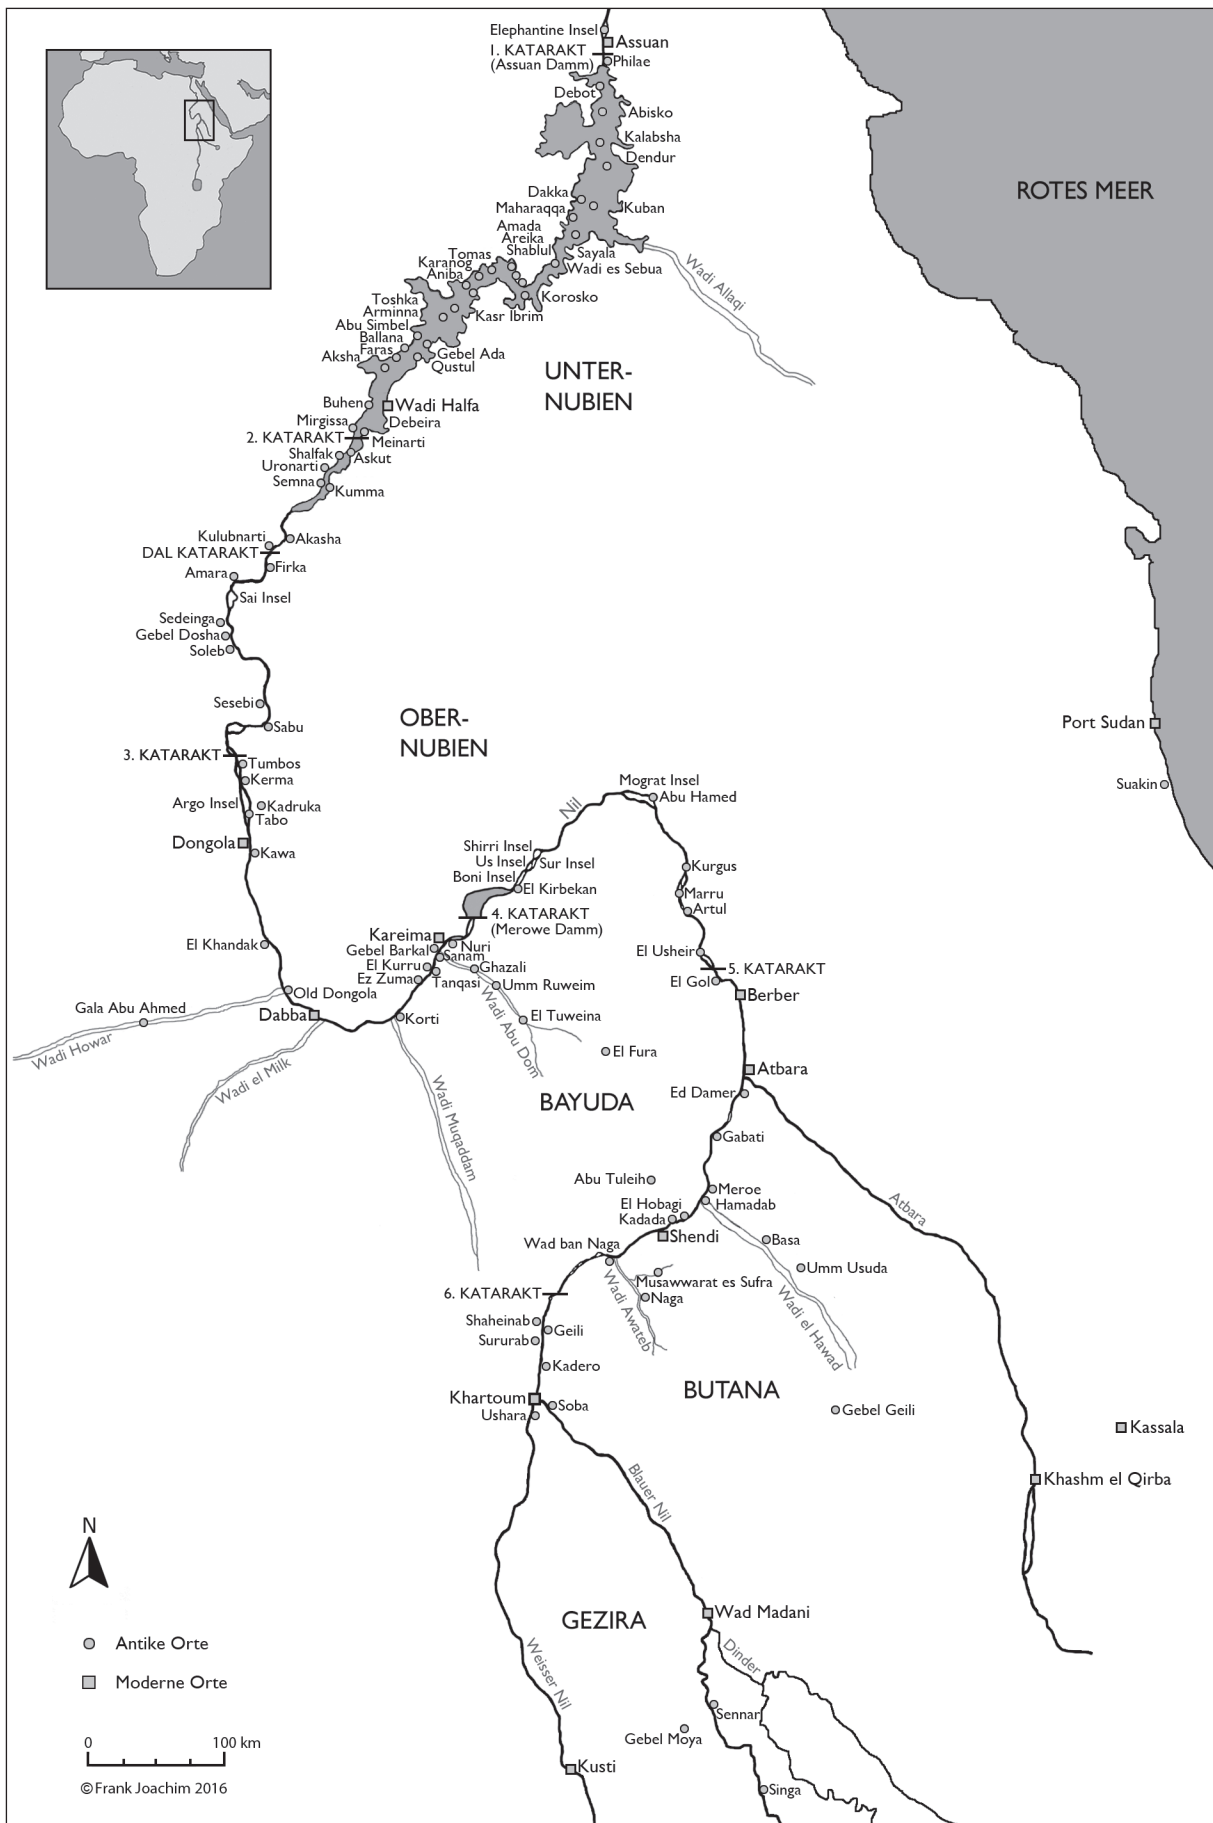 Elephantine Insel
Assuan
1. KATARAKT
(Assuan Damm)
Philae
Debot
Abisko
Kalabsha
Dendur
ROTES MEER
Dakka
Maharaqqa
Kuban
Amada
Areika
Shablul
Sayala
Tomas
Karanog
Aniba
Wadi es Sebua
Wadi Allaqi
Korosko
Toshka
Arminna
Kasr Ibrim
Abu Simbel
Ballana
Faras
Aksha
Gebel Ada
Qustul
UNTER-
NUBIEN
Buhen
Wadi Halfa
Mirgissa
Debeira
2. KATARAKT
Meinarti
Shalfak
Askut
Uronarti
Semna
Kumma
Kulubnarti
Akasha
DAL KATARAKT
Firka
Amara
Sai Insel
Sedeinga
Gebel Dosha
Soleb
Sesebi
Sabu
OBER-
NUBIEN
Port Sudan
3. KATARAKT
Tumbos
Kerma
Mograt Insel
Abu Hamed
Suakin
Argo Insel
Kadruka
Tabo
Nil
Dongola
Kawa
Shirri Insel
Us Insel
Sur Insel
Boni Insel
El Kirbekan
Kurgus
Marru
Artul
4. KATARAKT
(Merowe Damm)
Kareima
El Khandak
Gebel Barkal
Nuri
Sanam
El Kurru
Ghazali
Ez Zuma
Tanqasi
Umm Ruweim
El Usheir
5. KATARAKT
El Gol
Berber
Old Dongola
Gala Abu Ahmed
Dabba
Korti
Wadi Abu Dom
El Tuweina
Wadi Howar
Wadi el Milk
Wadi Muqaddam
El Fura
Atbara
BAYUDA
Ed Damer
Gabati
Abu Tuleih
Meroe
Hamadab
El Hobagi
Kadada
Atbara
Shendi
Wad ban Naga
Basa
Umm Usuda
Musawwarat es Sufra
Naga
Wadi Awateb
Wadi el Hawad
6. KATARAKT
Shaheinab
Geili
Sururab
Kadero
BUTANA
Khartoum
Soba
Ushara
Gebel Geili
Kassala
Khashm el Qirba
Blauer Nil
N
GEZIRA
Wad Madani
Antike Orte
Weisser Nil
Dinder
Moderne Orte
Sennar
Gebel Moya
0 100 km
Kusti
©Frank Joachim 2016
Singa